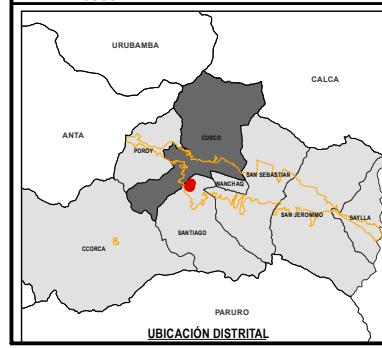 URUBAMBA
CALCA
ANTA
CUSCO
POROY
SAN SEBASTIAN
WANCHAQ
SAN JERONIMO
SAYLLA
SANTIAGO
CCORCA
PARURO
UBICACIÓN DISTRITAL